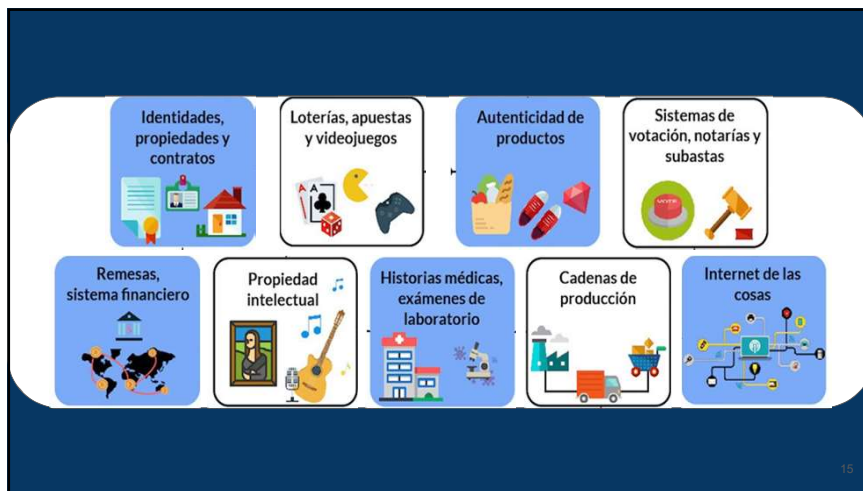 Identidades,
propiedades y
contratos
Loterías, apuestas
y videojuegos
A
A
Autenticidad de
productos
Sistemas de
votación, notarías y
subastas
VOTE
Remesas,
sistema financiero
Propiedad
intelectual
Historias médicas,
exámenes de
laboratorio
Cadenas de
producción
Internet de las
cosas
15